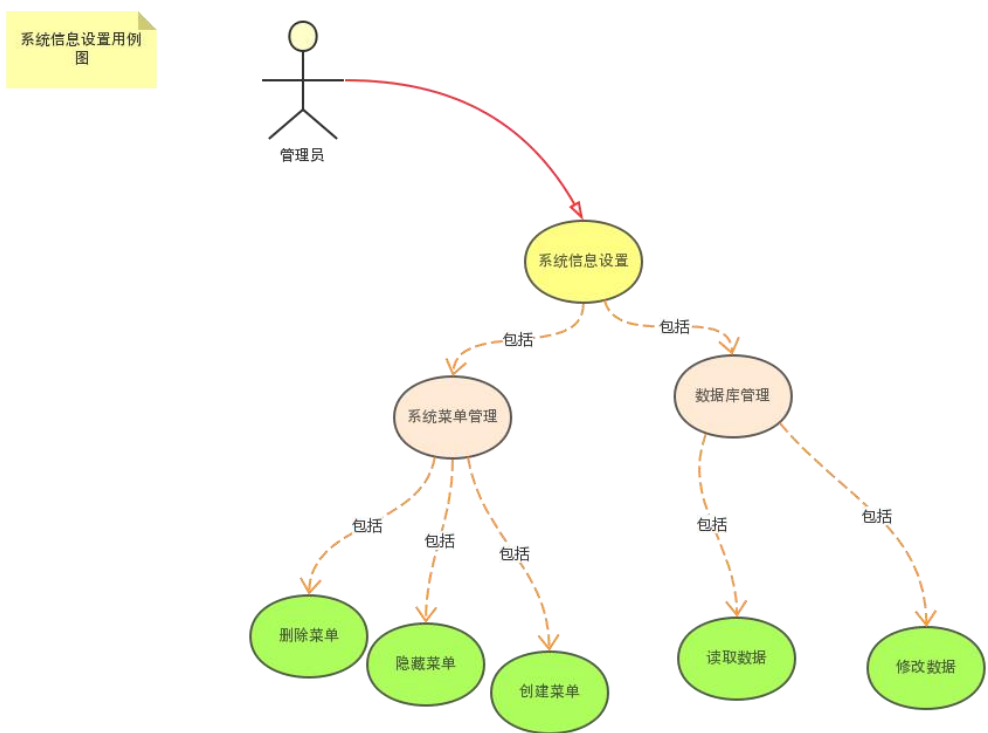 系统信息设置用例
图
管理员
系统信息设置
包括
包括
系统菜单管理
数据库管理
包括
包括
包括
包括
包括
删除菜单
隐藏菜单
创建菜单
读取数据
修改数据